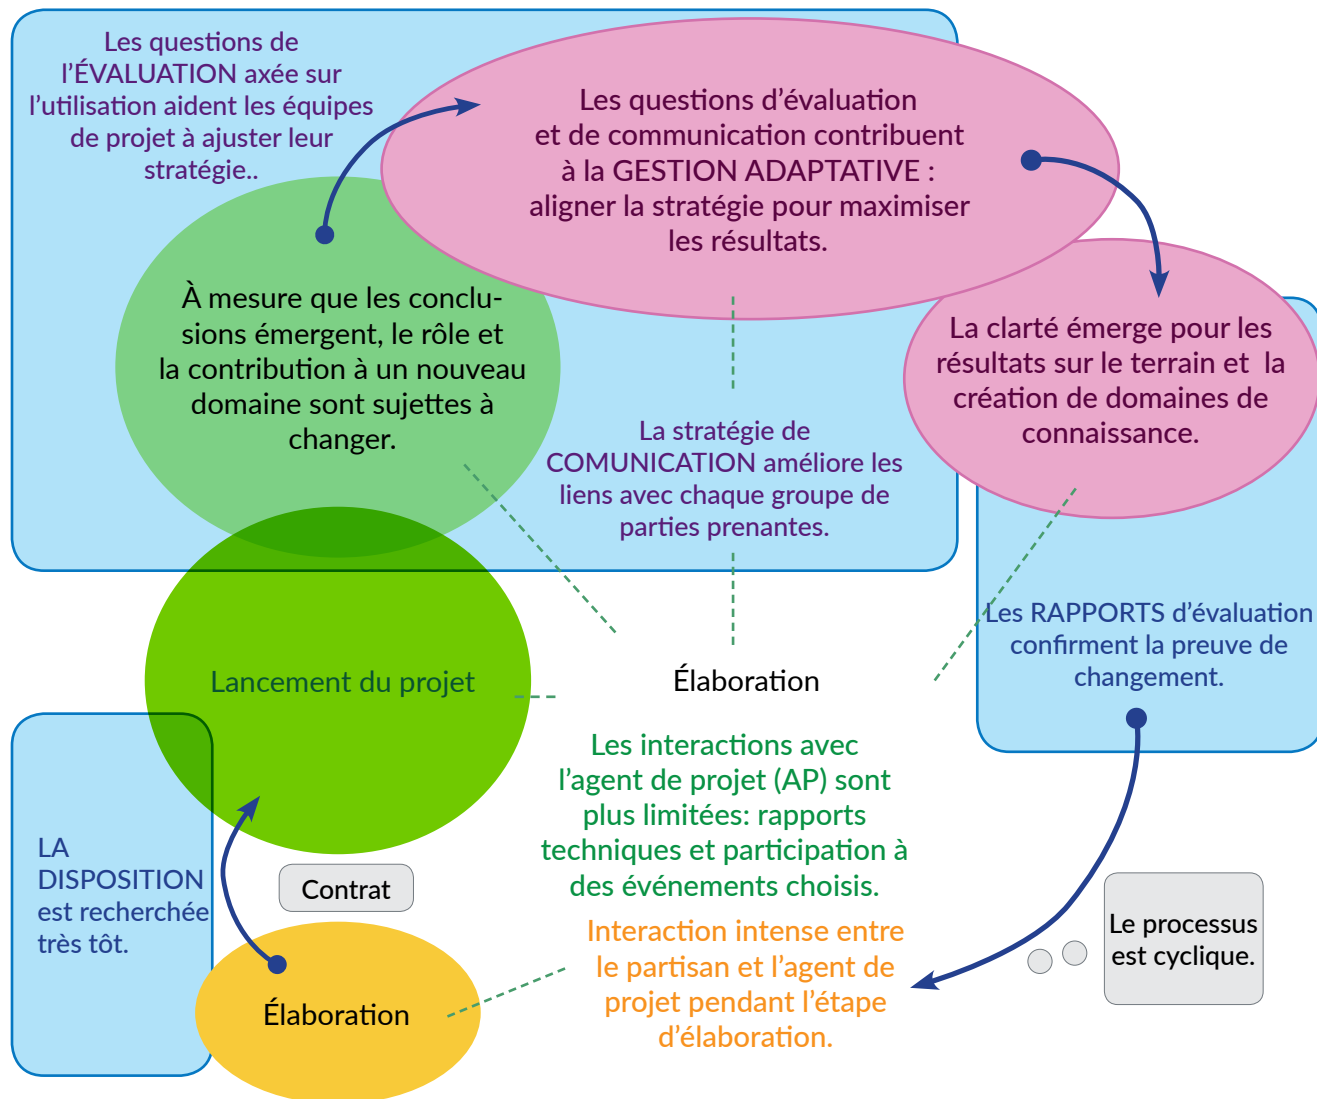 Les questions de
l’ÉVALUATION axée sur
l’utilisation aident les équipes
de projet à ajuster leur
stratégie..
Les questions d’évaluation
et de communication contribuent
à la GESTION ADAPTATIVE :
aligner la stratégie pour maximiser
les résultats.
À mesure que les conclu-
sions émergent, le rôle et
la contribution à un nouveau
domaine sont sujettes à
changer.
La clarté émerge pour les
résultats sur le terrain et la
création de domaines de
connaissance.
La stratégie de
COMUNICATION améliore les
liens avec chaque groupe de
parties prenantes.
Les RAPPORTS d’évaluation
confirment la preuve de
changement.
Lancement du projet
Élaboration
Les interactions avec
l’agent de projet (AP) sont
plus limitées: rapports
techniques et participation à
des événements choisis.
LA
DISPOSITION
est recherchée
très tôt.
Contrat
Interaction intense entre
le partisan et l’agent de
projet pendant l’étape
d’élaboration.
Le processus
est cyclique.
Élaboration